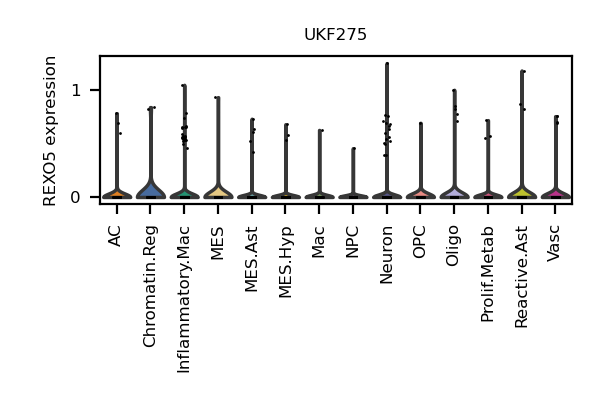 UKF275
REXO5 expression
1
0
AC
Chromatin.Reg
Inflammatory.Mac
MES
MES.Ast
MES.Hyp
Mac
NPC
Neuron
OPC
Oligo
Prolif.Metab
Reactive.Ast
Vasc